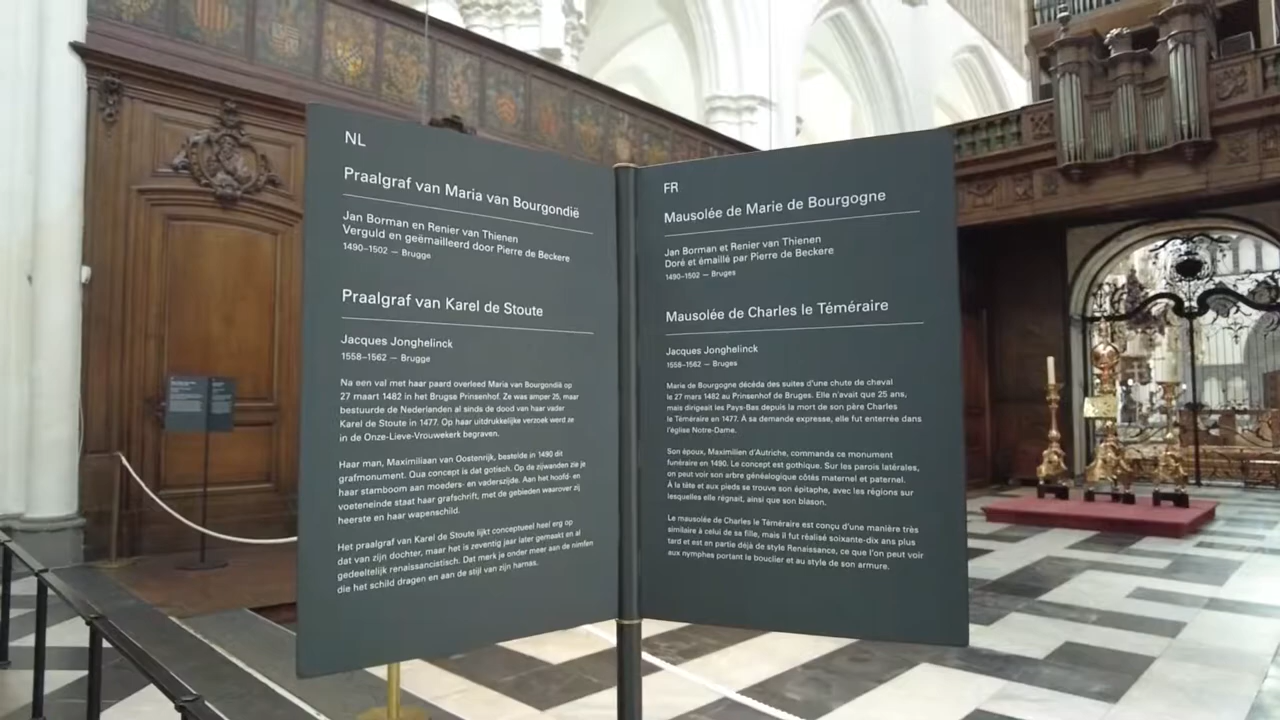 NL
Praalgraf van Maria van Bourgondië
Jan Borman en Renier van Thienen
Verguld en geëmailleerd door Pierre de Beckere
1490–1502 — Brugge
Praalgraf van Karel de Stoute
Jacques Jonghelinck
1558–1562 — Brugge
Na een val met haar paard overleed Maria van Bourgondië op
27 maart 1482 in het Brugse Prinsenhof. Ze was amper 25, maar
bestuurde de Nederlanden al sinds de dood van haar vader
Karel de Stoute in 1477. Op haar uitdrukkelijke verzoek werd ze
in de Onze-Lieve-Vrouwekerk begraven.
Haar man, Maximiliaan van Oostenrijk, bestelde in 1490 dit
grafmonument. Qua concept is dat gotisch. Op de zijwanden zie je
haar stamboom aan moeders- en vaderszijde. Aan het hoofd- en
voeteneinde staat haar grafschrift, met de gebieden waarover zij
heerste en haar wapenschild.
Het praalgraf van Karel de Stoute lijkt conceptueel heel erg op
dat van zijn dochter, maar het is zeventig jaar later gemaakt en al
gedeeltelijk renaissancistisch. Dat merk je onder meer aan de nimfen
die het schild dragen en aan de stijl van zijn harnas.
FR
Mausolée de Marie de Bourgogne
Jan Borman et Renier van Thienen
Doré et émaillé par Pierre de Beckere
1490–1502 — Bruges
Mausolée de Charles le Téméraire
Jacques Jonghelinck
1558–1562 — Bruges
Marie de Bourgogne décéda des suites d'une chute de cheval
le 27 mars 1482 au Prinsenhof de Bruges. Elle n'avait que 25 ans,
mais dirigeait les Pays-Bas depuis la mort de son père Charles
le Téméraire en 1477. À sa demande expresse, elle fut enterrée dans
l'église Notre-Dame.
Son époux, Maximilien d'Autriche, commanda ce monument
funéraire en 1490. Le concept est gothique. Sur les parois latérales,
on peut voir son arbre généalogique côtés maternel et paternel.
À la tête et aux pieds se trouve son épitaphe, avec les régions sur
lesquelles elle régnait, ainsi que son blason.
Le mausolée de Charles le Téméraire est conçu d'une manière très
similaire à celui de sa fille, mais il fut réalisé soixante-dix ans plus
tard et est en partie déjà de style Renaissance, ce que l'on peut voir
aux nymphes portant le bouclier et au style de son armure.